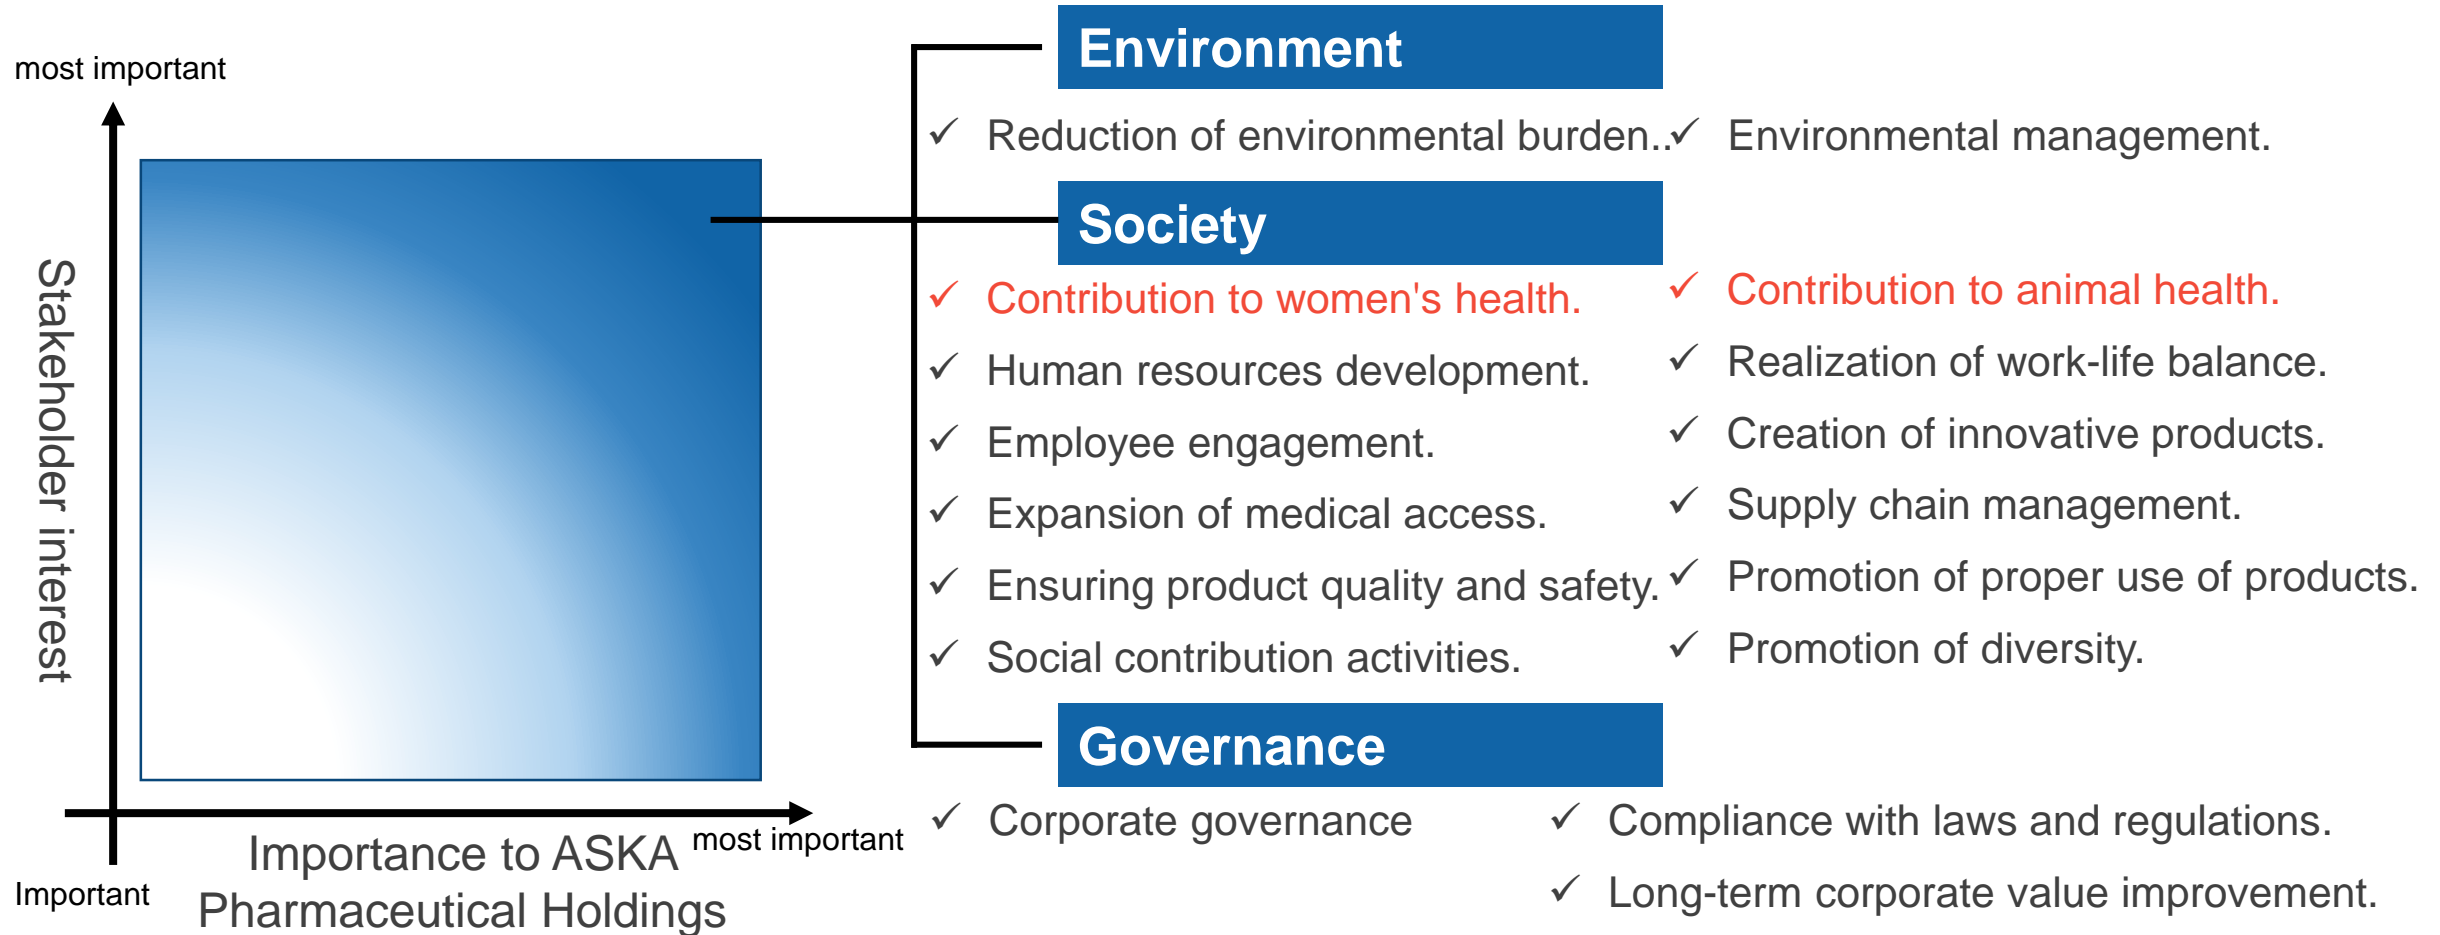 most important
Stakeholder interest
Important
Importance to ASKA
Pharmaceutical Holdings
most important
Environment
✓ Reduction of environmental burden..
✓ Environmental management.
Society
✓ Contribution to women's health.
✓ Contribution to animal health.
✓ Human resources development.
✓ Realization of work-life balance.
✓ Employee engagement.
✓ Creation of innovative products.
✓ Expansion of medical access.
✓ Supply chain management.
✓ Ensuring product quality and safety.
✓ Promotion of proper use of products.
✓ Social contribution activities.
✓ Promotion of diversity.
Governance
✓ Corporate governance
✓ Compliance with laws and regulations.
✓ Long-term corporate value improvement.